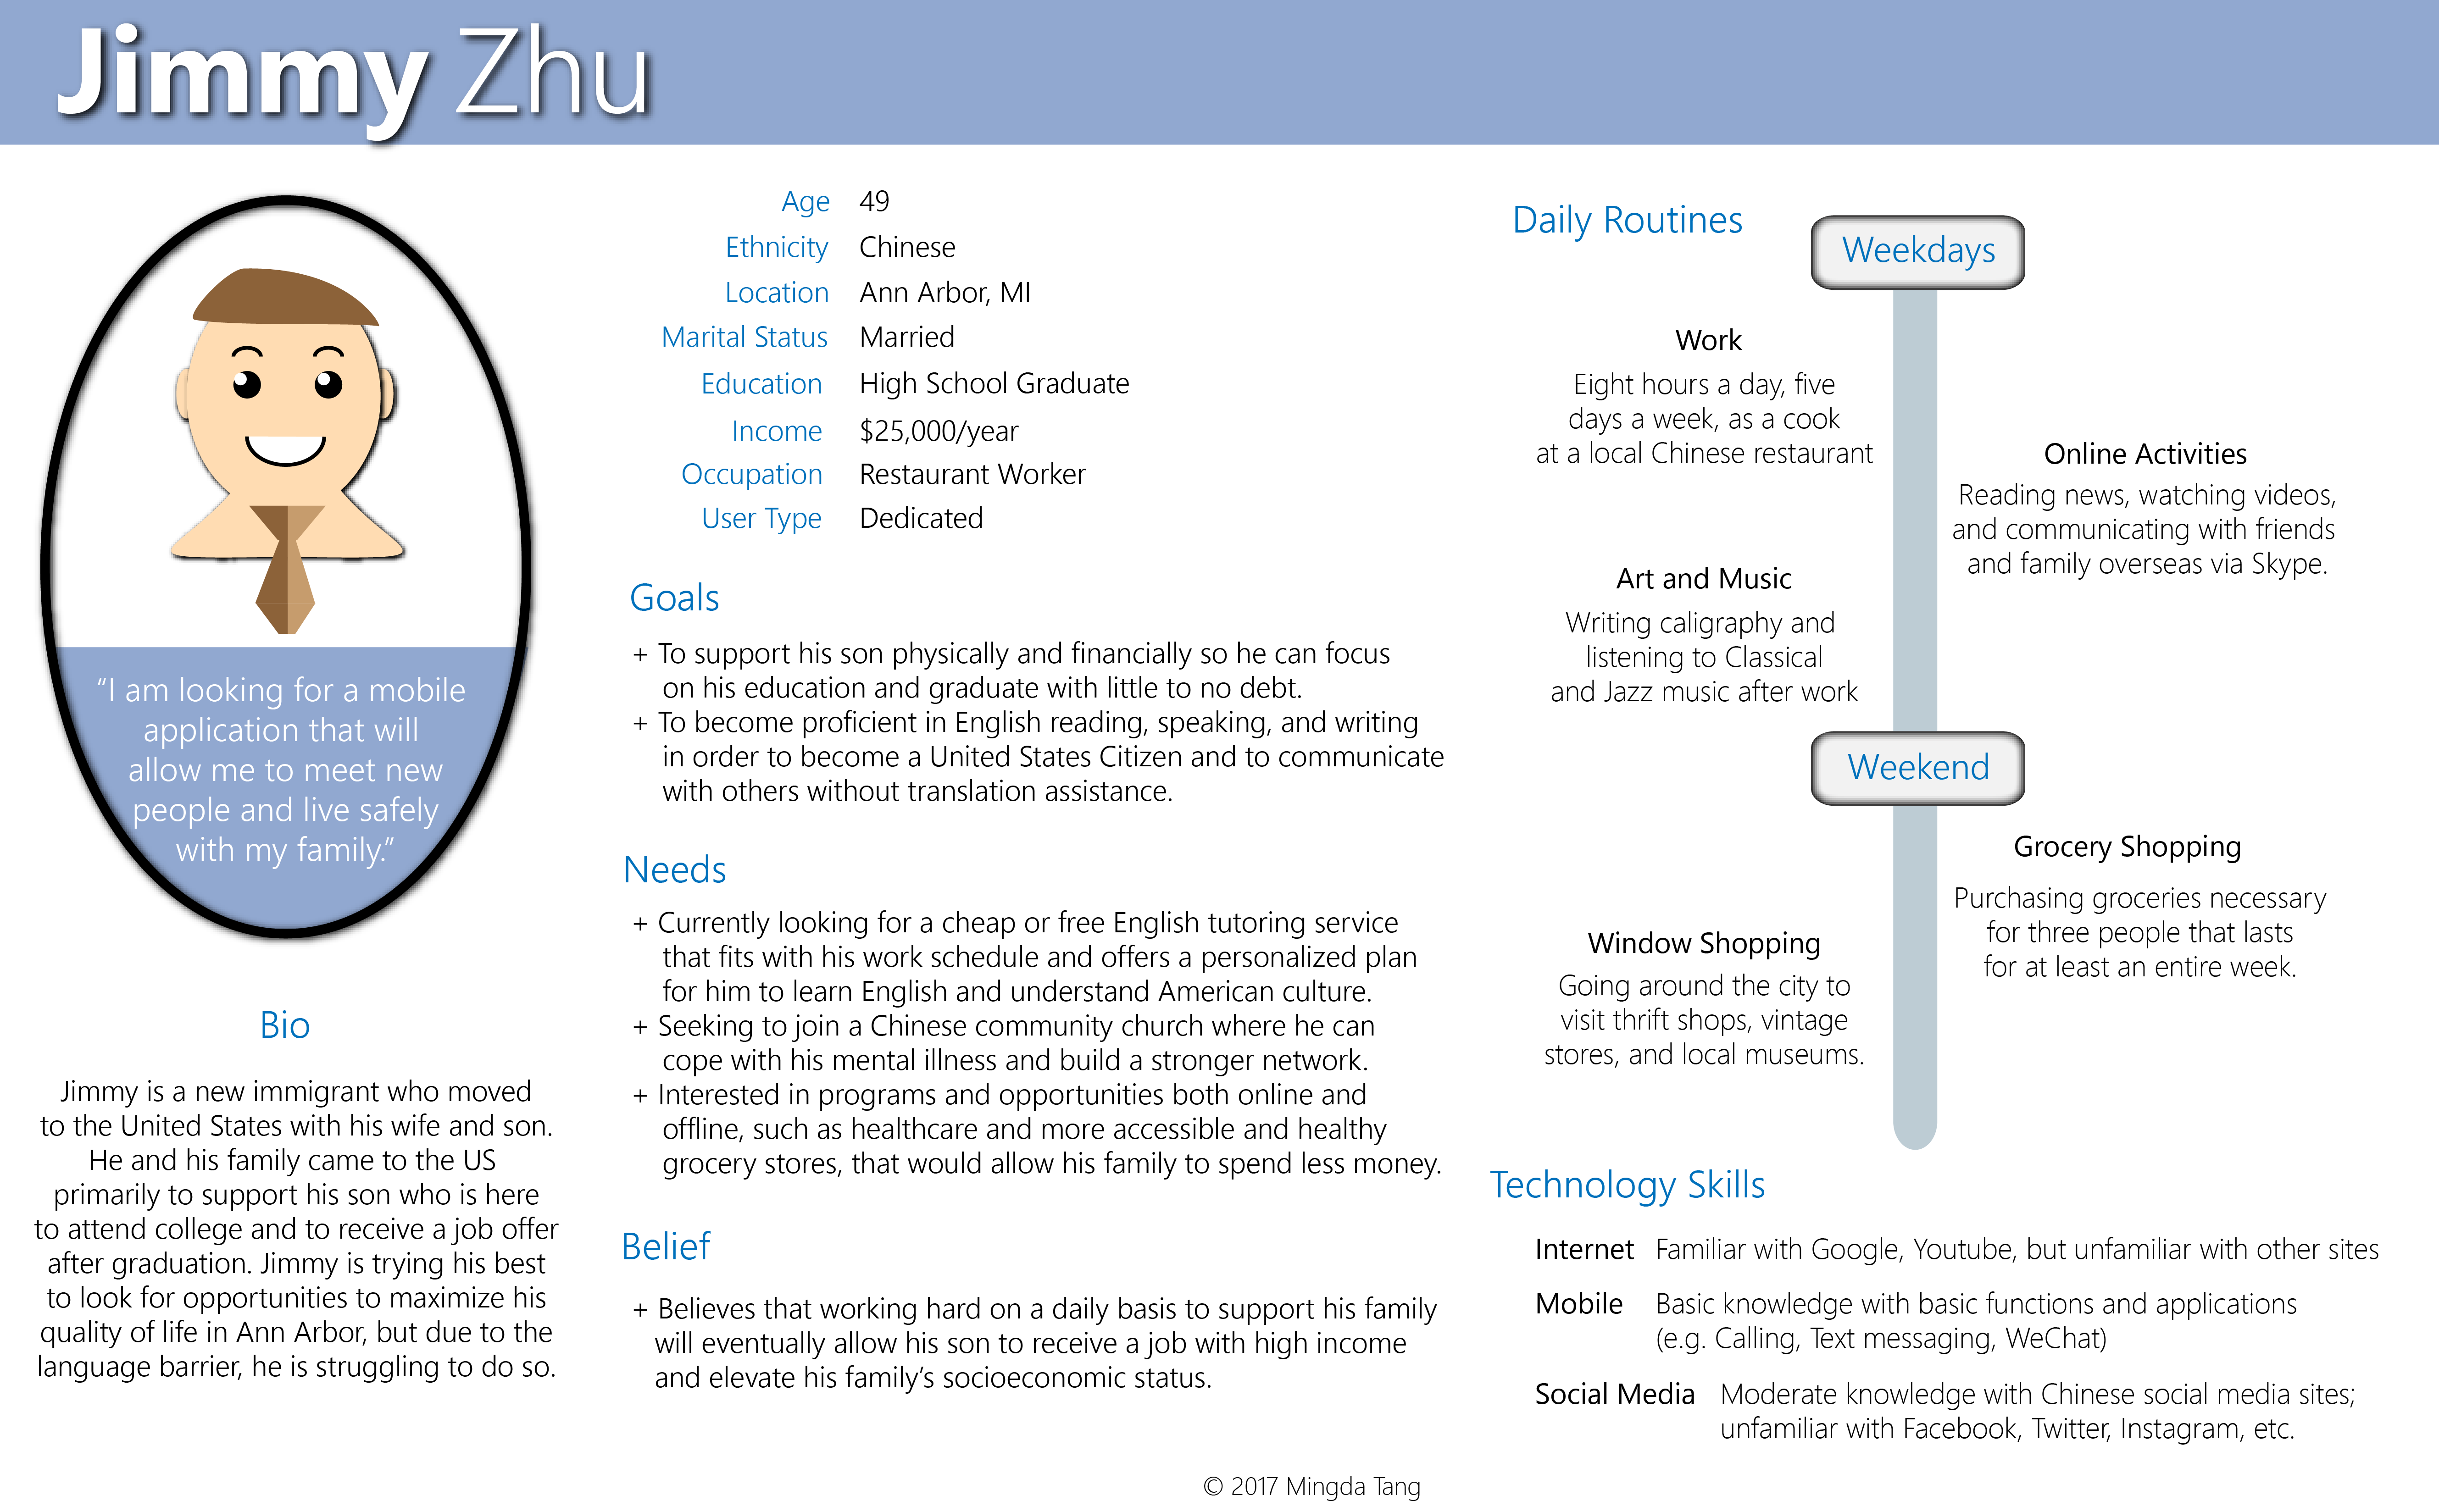 Jimmy Zhu
“I am looking for a mobile
application that will
allow me to meet new
people and live safely
with my family.”
Bio
Jimmy is a new immigrant who moved
to the United States with his wife and son.
He and his family came to the US
primarily to support his son who is here
to attend college and to receive a job offer
after graduation. Jimmy is trying his best
to look for opportunities to maximize his
quality of life in Ann Arbor, but due to the
language barrier, he is struggling to do so.
Age 49
Ethnicity Chinese
Location Ann Arbor, MI
Marital Status Married
Education High School Graduate
Income $25,000/year
Occupation Restaurant Worker
User Type Dedicated
Goals
+ To support his son physically and financially so he can focus
on his education and graduate with little to no debt.
+ To become proficient in English reading, speaking, and writing
in order to become a United States Citizen and to communicate
with others without translation assistance.
Needs
+ Currently looking for a cheap or free English tutoring service
that fits with his work schedule and offers a personalized plan
for him to learn English and understand American culture.
+ Seeking to join a Chinese community church where he can
cope with his mental illness and build a stronger network.
+ Interested in programs and opportunities both online and
offline, such as healthcare and more accessible and healthy
grocery stores, that would allow his family to spend less money.
Belief
+ Believes that working hard on a daily basis to support his family
will eventually allow his son to receive a job with high income
and elevate his family’s socioeconomic status.
Daily Routines
Weekdays
Work
Eight hours a day, five
days a week, as a cook
at a local Chinese restaurant
Online Activities
Reading news, watching videos,
and communicating with friends
and family overseas via Skype.
Art and Music
Writing caligraphy and
listening to Classical
and Jazz music after work
Weekend
Grocery Shopping
Purchasing groceries necessary
for three people that lasts
for at least an entire week.
Window Shopping
Going around the city to
visit thrift shops, vintage
stores, and local museums.
Technology Skills
Internet Familiar with Google, Youtube, but unfamiliar with other sites
Mobile Basic knowledge with basic functions and applications
(e.g. Calling, Text messaging, WeChat)
Social Media Moderate knowledge with Chinese social media sites;
unfamiliar with Facebook, Twitter, Instagram, etc.
© 2017 Mingda Tang